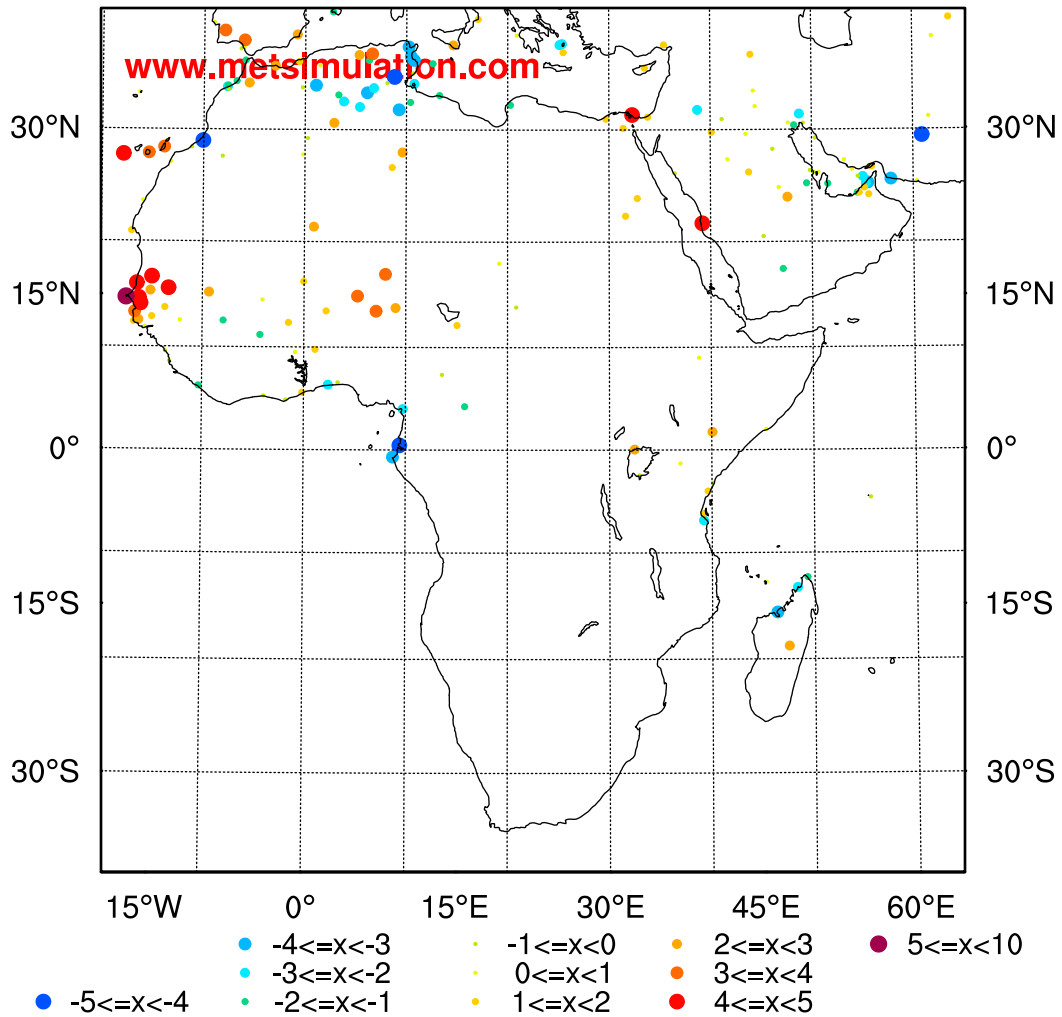 www.metsimulation.com
30°N 30°N
15°N 15°N
0° 0°
15°S 15°S
30°S 30°S
15°W 0° 15°E 30°E 45°E 60°E
-4<=x<-3 -1<=x<0 2<=x<3 5<=x<10
-3<=x<-2 0<=x<1 3<=x<4
-5<=x<-4 -2<=x<-1 1<=x<2 4<=x<5